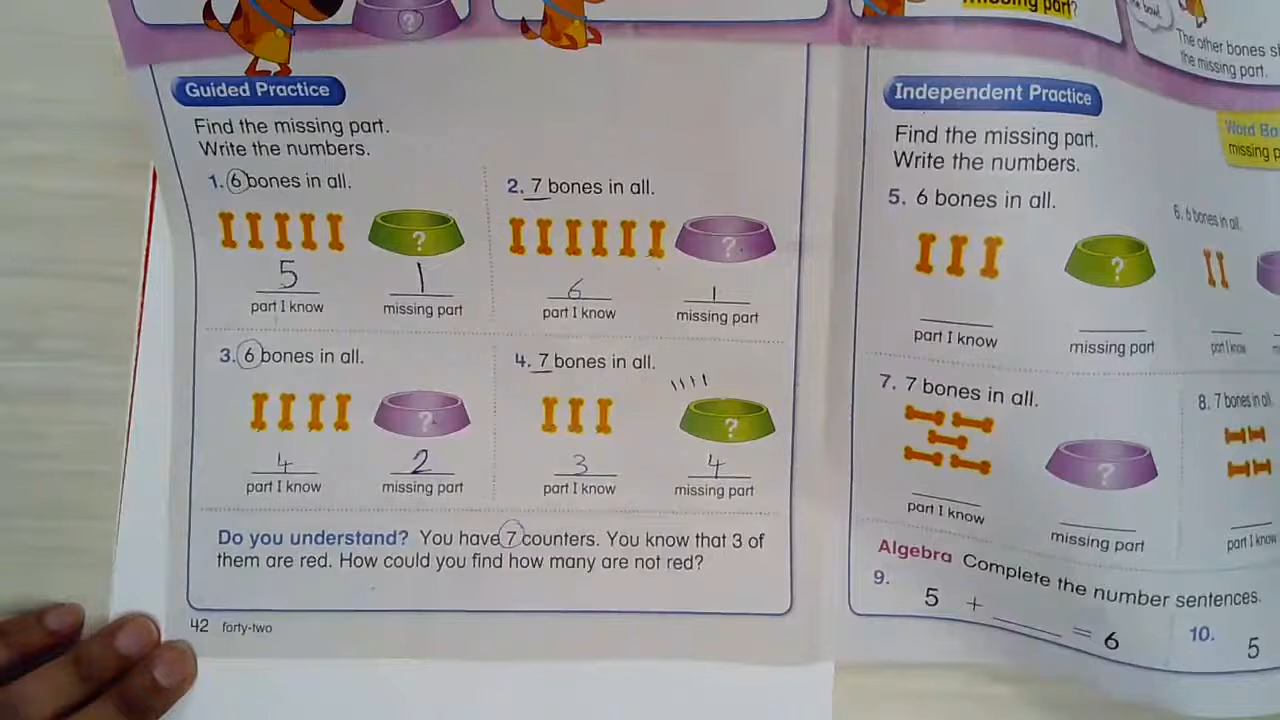 ?
missing part?
the bowl.
The other bones
the missing part.
Guided Practice
Find the missing part.
Write the numbers.
1. 6 bones in all.
?
5 1
part I know missing part
2. 7 bones in all.
?
6 1
part I know missing part
3. 6 bones in all.
?
4 2
part I know missing part
4. 7 bones in all.
?
3 4
part I know missing part
Do you understand? You have 7 counters. You know that 3 of
them are red. How could you find how many are not red?
42 forty-two
Independent Practice
Word
missing
Find the missing part.
Write the numbers.
5. 6 bones in all.
?
part I know missing part
6. 6 bones in all.
part I know
7. 7 bones in all.
?
part I know missing part
8. 7 bones in all.
part I know
Algebra Complete the number sentences.
9. 5 + ___ = 6
10. 5